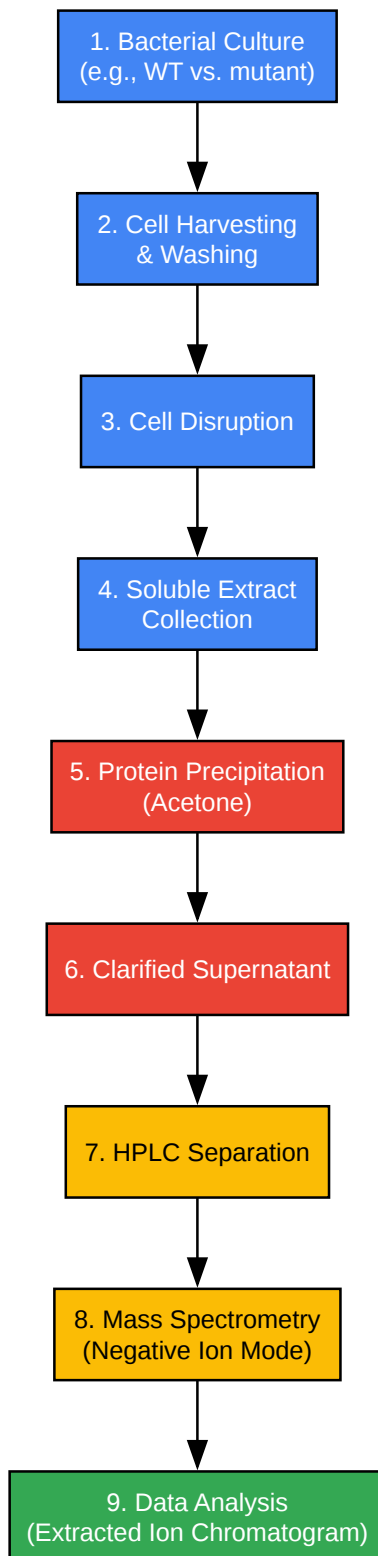 1. Bacterial Culture
(e.g., WT vs. mutant)
2. Cell Harvesting
& Washing
3. Cell Disruption
4. Soluble Extract
Collection
5. Protein Precipitation
(Acetone)
6. Clarified Supernatant
7. HPLC Separation
8. Mass Spectrometry
(Negative Ion Mode)
9. Data Analysis
(Extracted Ion Chromatogram)